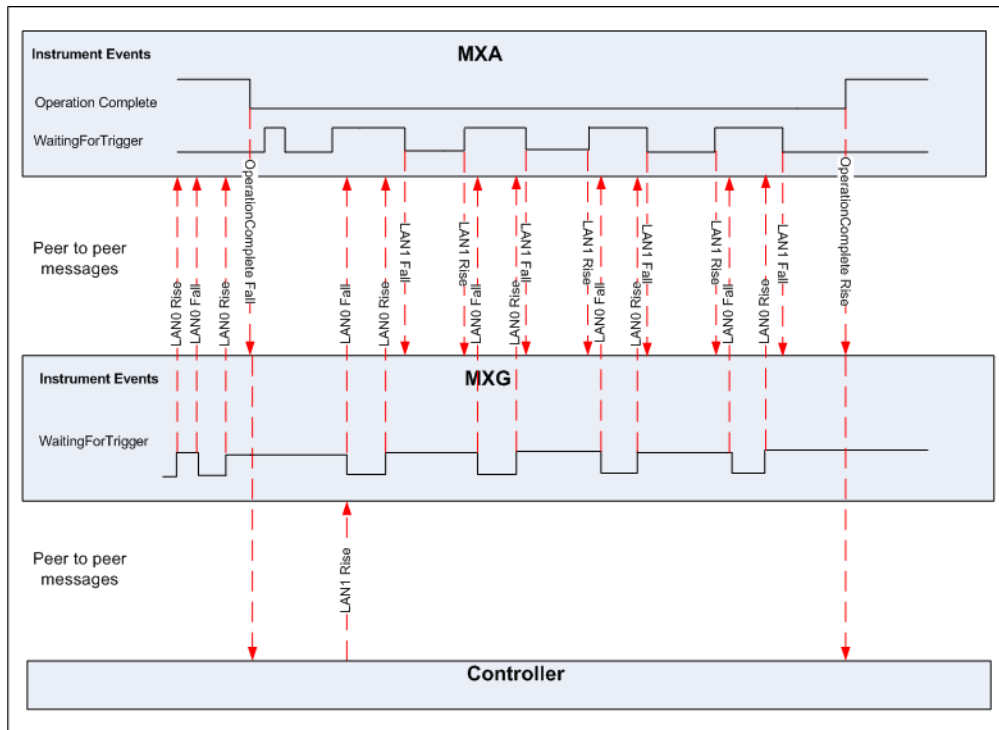 MXA
Instrument Events
Operation Complete
WaitingForTrigger
OperationComplete Fall
OperationComplete Rise
Peer to peer
messages
LAN0 Rise
LAN0 Fall
LAN0 Rise
LAN0 Fall
LAN0 Rise
LAN1 Fall
LAN1 Rise
LAN0 Fall
LAN0 Rise
LAN1 Fall
LAN1 Rise
LAN0 Fall
LAN0 Rise
LAN1 Fall
LAN1 Rise
LAN0 Fall
LAN0 Rise
LAN1 Fall
Instrument Events
MXG
WaitingForTrigger
Peer to peer
messages
LAN1 Rise
Controller